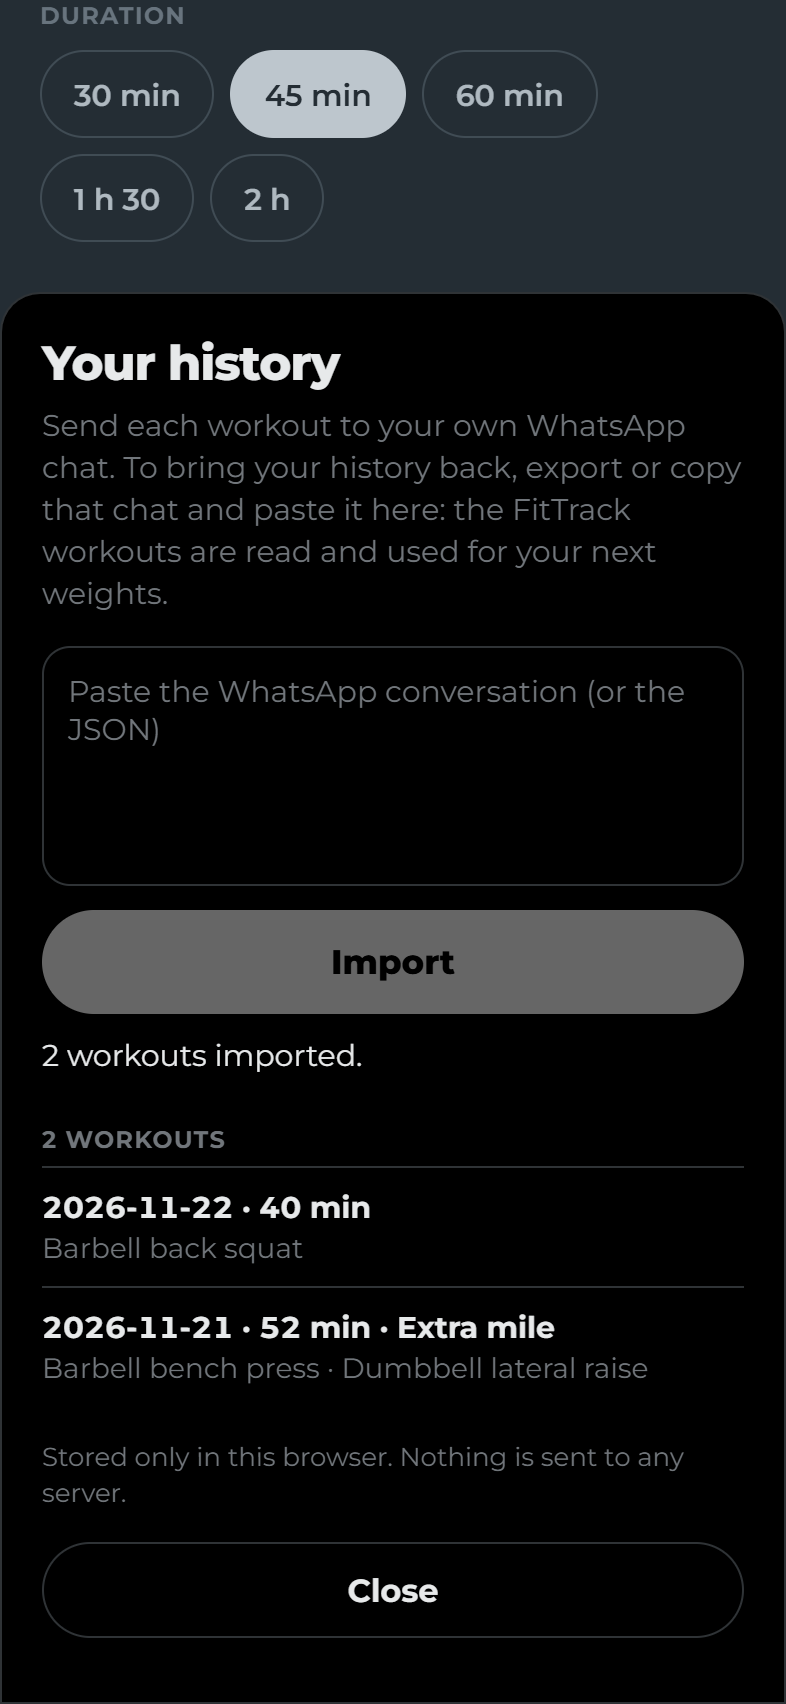 DURATION
30 min
45 min
60 min
1 h 30
2 h
Your history
Send each workout to your own WhatsApp
chat. To bring your history back, export or copy
that chat and paste it here: the FitTrack
workouts are read and used for your next
weights.
Paste the WhatsApp conversation (or the
JSON)
Import
2 workouts imported.
2 WORKOUTS
2026-11-22 · 40 min
Barbell back squat
2026-11-21 · 52 min · Extra mile
Barbell bench press · Dumbbell lateral raise
Stored only in this browser. Nothing is sent to any
server.
Close